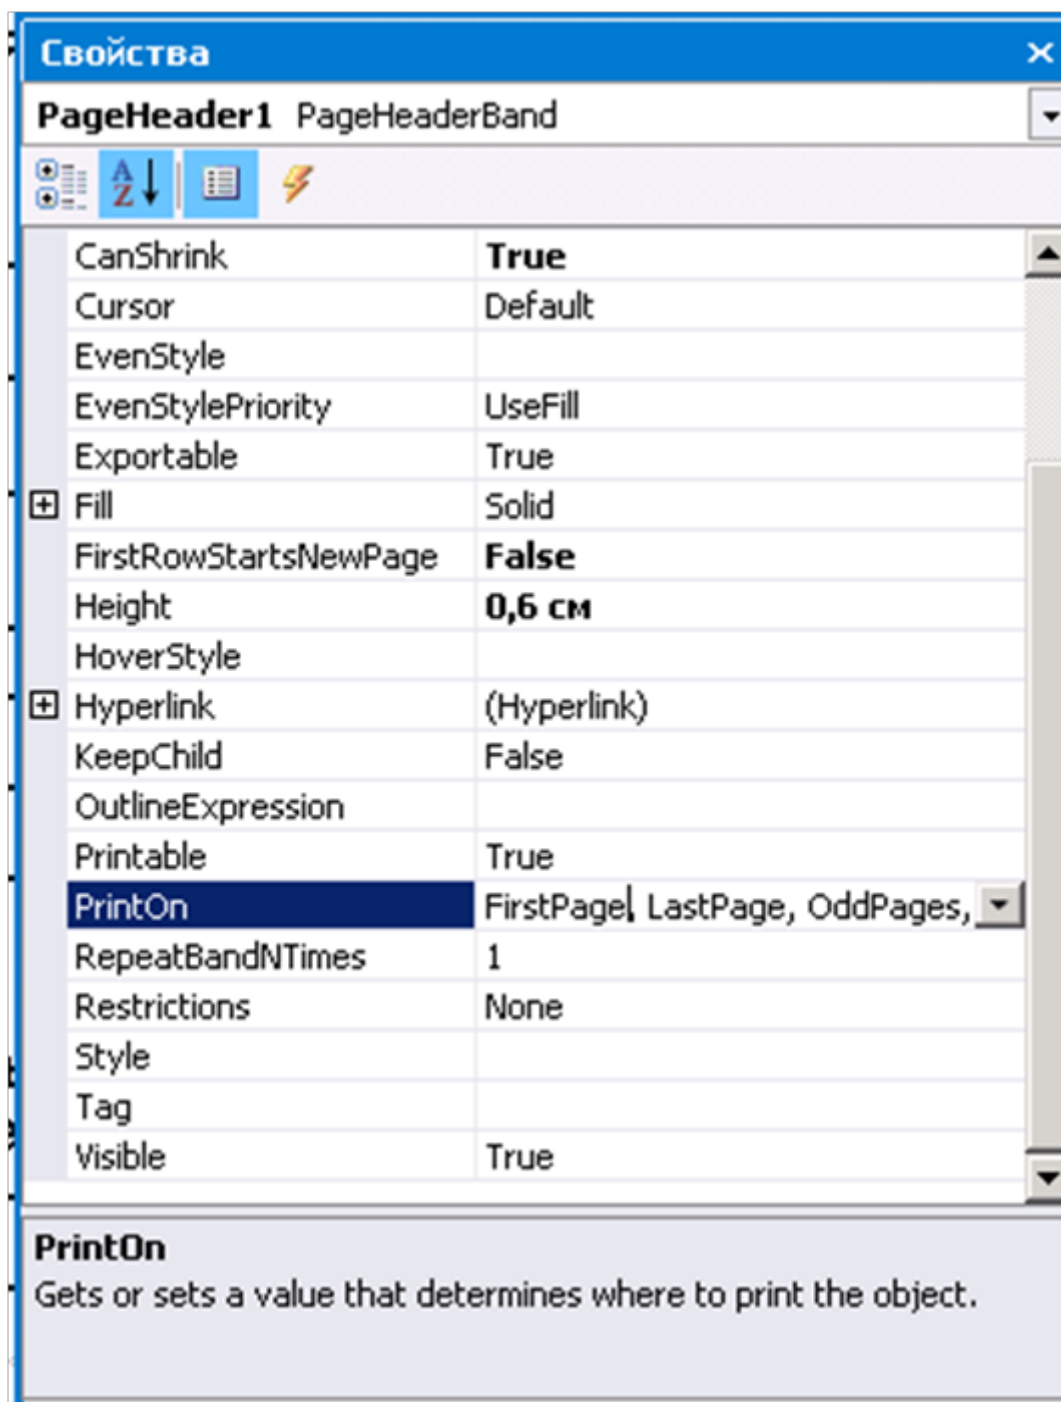 Свойства
PageHeader1 PageHeaderBand
CanShrink True
Cursor Default
EvenStyle
EvenStylePriority UseFill
Exportable True
Fill Solid
FirstRowStartsNewPage False
Height 0,6 см
HoverStyle
Hyperlink (Hyperlink)
KeepChild False
OutlineExpression
Printable True
PrintOn FirstPage, LastPage, OddPages,
RepeatBandNTimes 1
Restrictions None
Style
Tag
Visible True
PrintOn
Gets or sets a value that determines where to print the object.